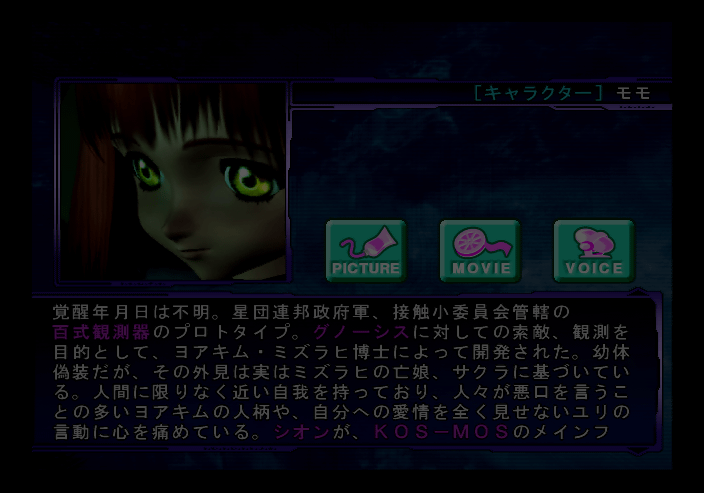 [キャラクター] モモ
PICTURE
MOVIE
VOICE
覚醒年月日は不明。星団連邦政府軍、接触小委員会管轄の
百式観測器のプロトタイプ。グノーシスに対しての索敵、観測を
目的として、ヨアキム・ミズラヒ博士によって開発された。幼体
偽装だが、その外見は実はミズラヒの亡娘、サクラに基づいてい
る。人間に限りなく近い自我を持っており、人々が悪口を言うこ
との多いヨアキムの人柄や、自分への愛情を全く見せないユリの
言動に心を痛めている。シオンが、ＫＯＳ－ＭＯＳのメインフ